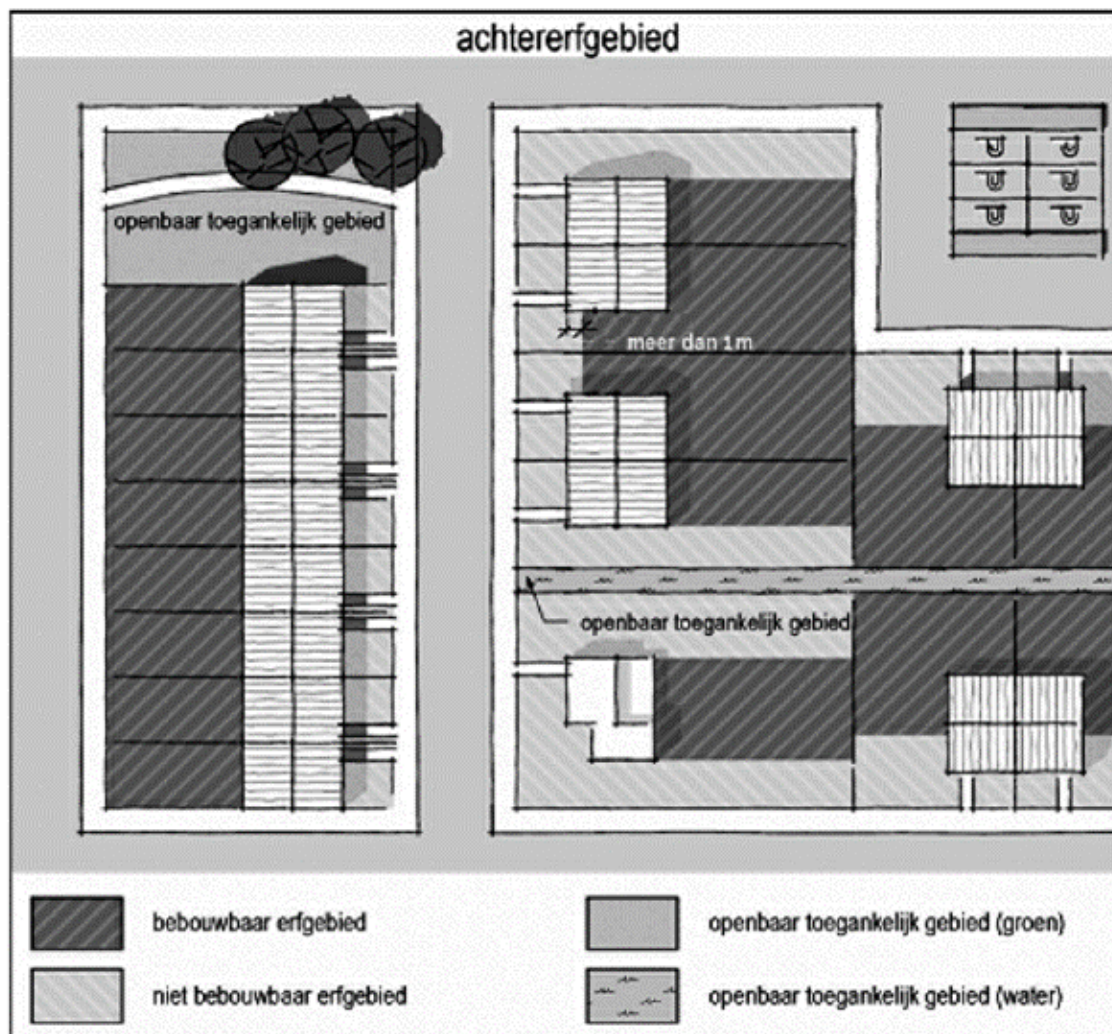 achtererfgebied
openbaar toegankelijk gebied
meer dan 1m
openbaar toegankelijk gebied
bebouwbaar erfgebied
openbaar toegankelijk gebied (groen)
niet bebouwbaar erfgebied
openbaar toegankelijk gebied (water)